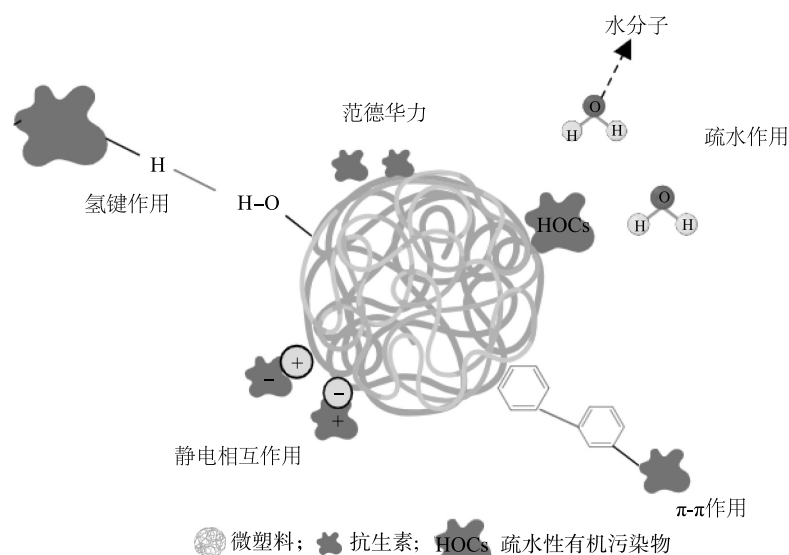 水分子
范德华力
O
H H
疏水作用
H
氢键作用
H-O
HOCs
O
H H
+
−
−
+
静电相互作用
π-π作用
微塑料; 抗生素; HOCs 疏水性有机污染物